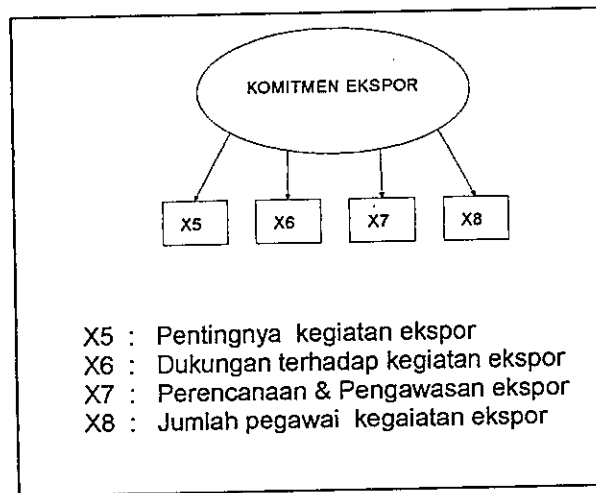 KOMITMEN EKSPOR
X5 X6 X7 X8
X5 : Pentingnya kegiatan ekspor
X6 : Dukungan terhadap kegiatan ekspor
X7 : Perencanaan & Pengawasan ekspor
X8 : Jumlah pegawai kegaiatan ekspor